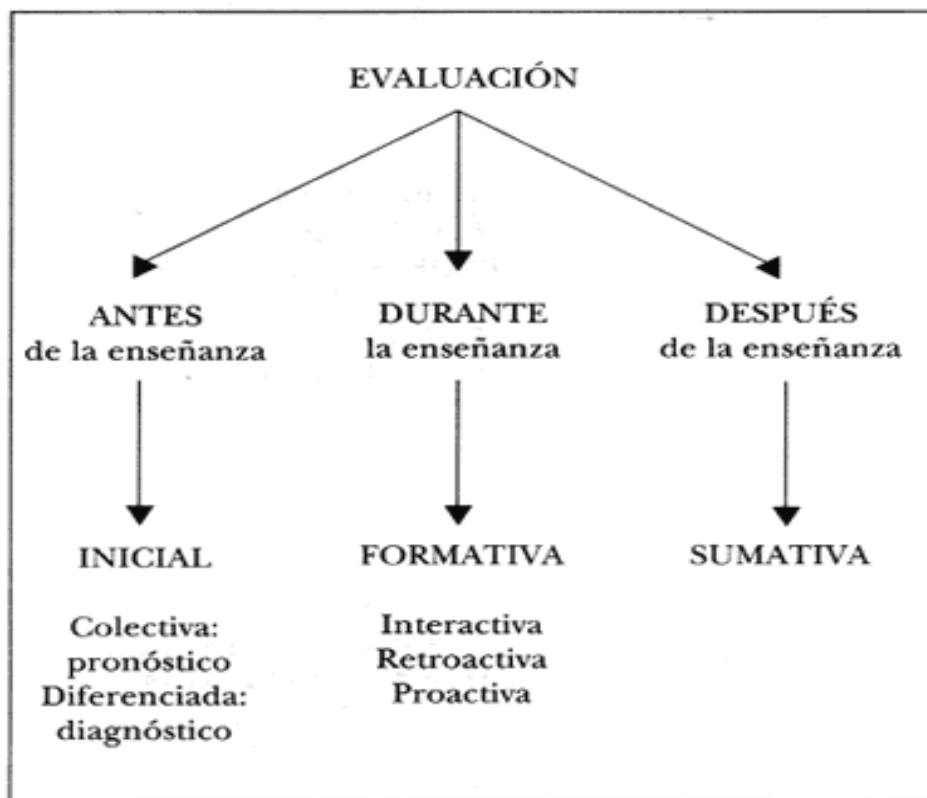 EVALUACIÓN
ANTES
de la enseñanza
DURANTE
la enseñanza
DESPUÉS
de la enseñanza
INICIAL
Colectiva:
pronóstico
Diferenciada:
diagnóstico
FORMATIVA
Interactiva
Retroactiva
Proactiva
SUMATIVA